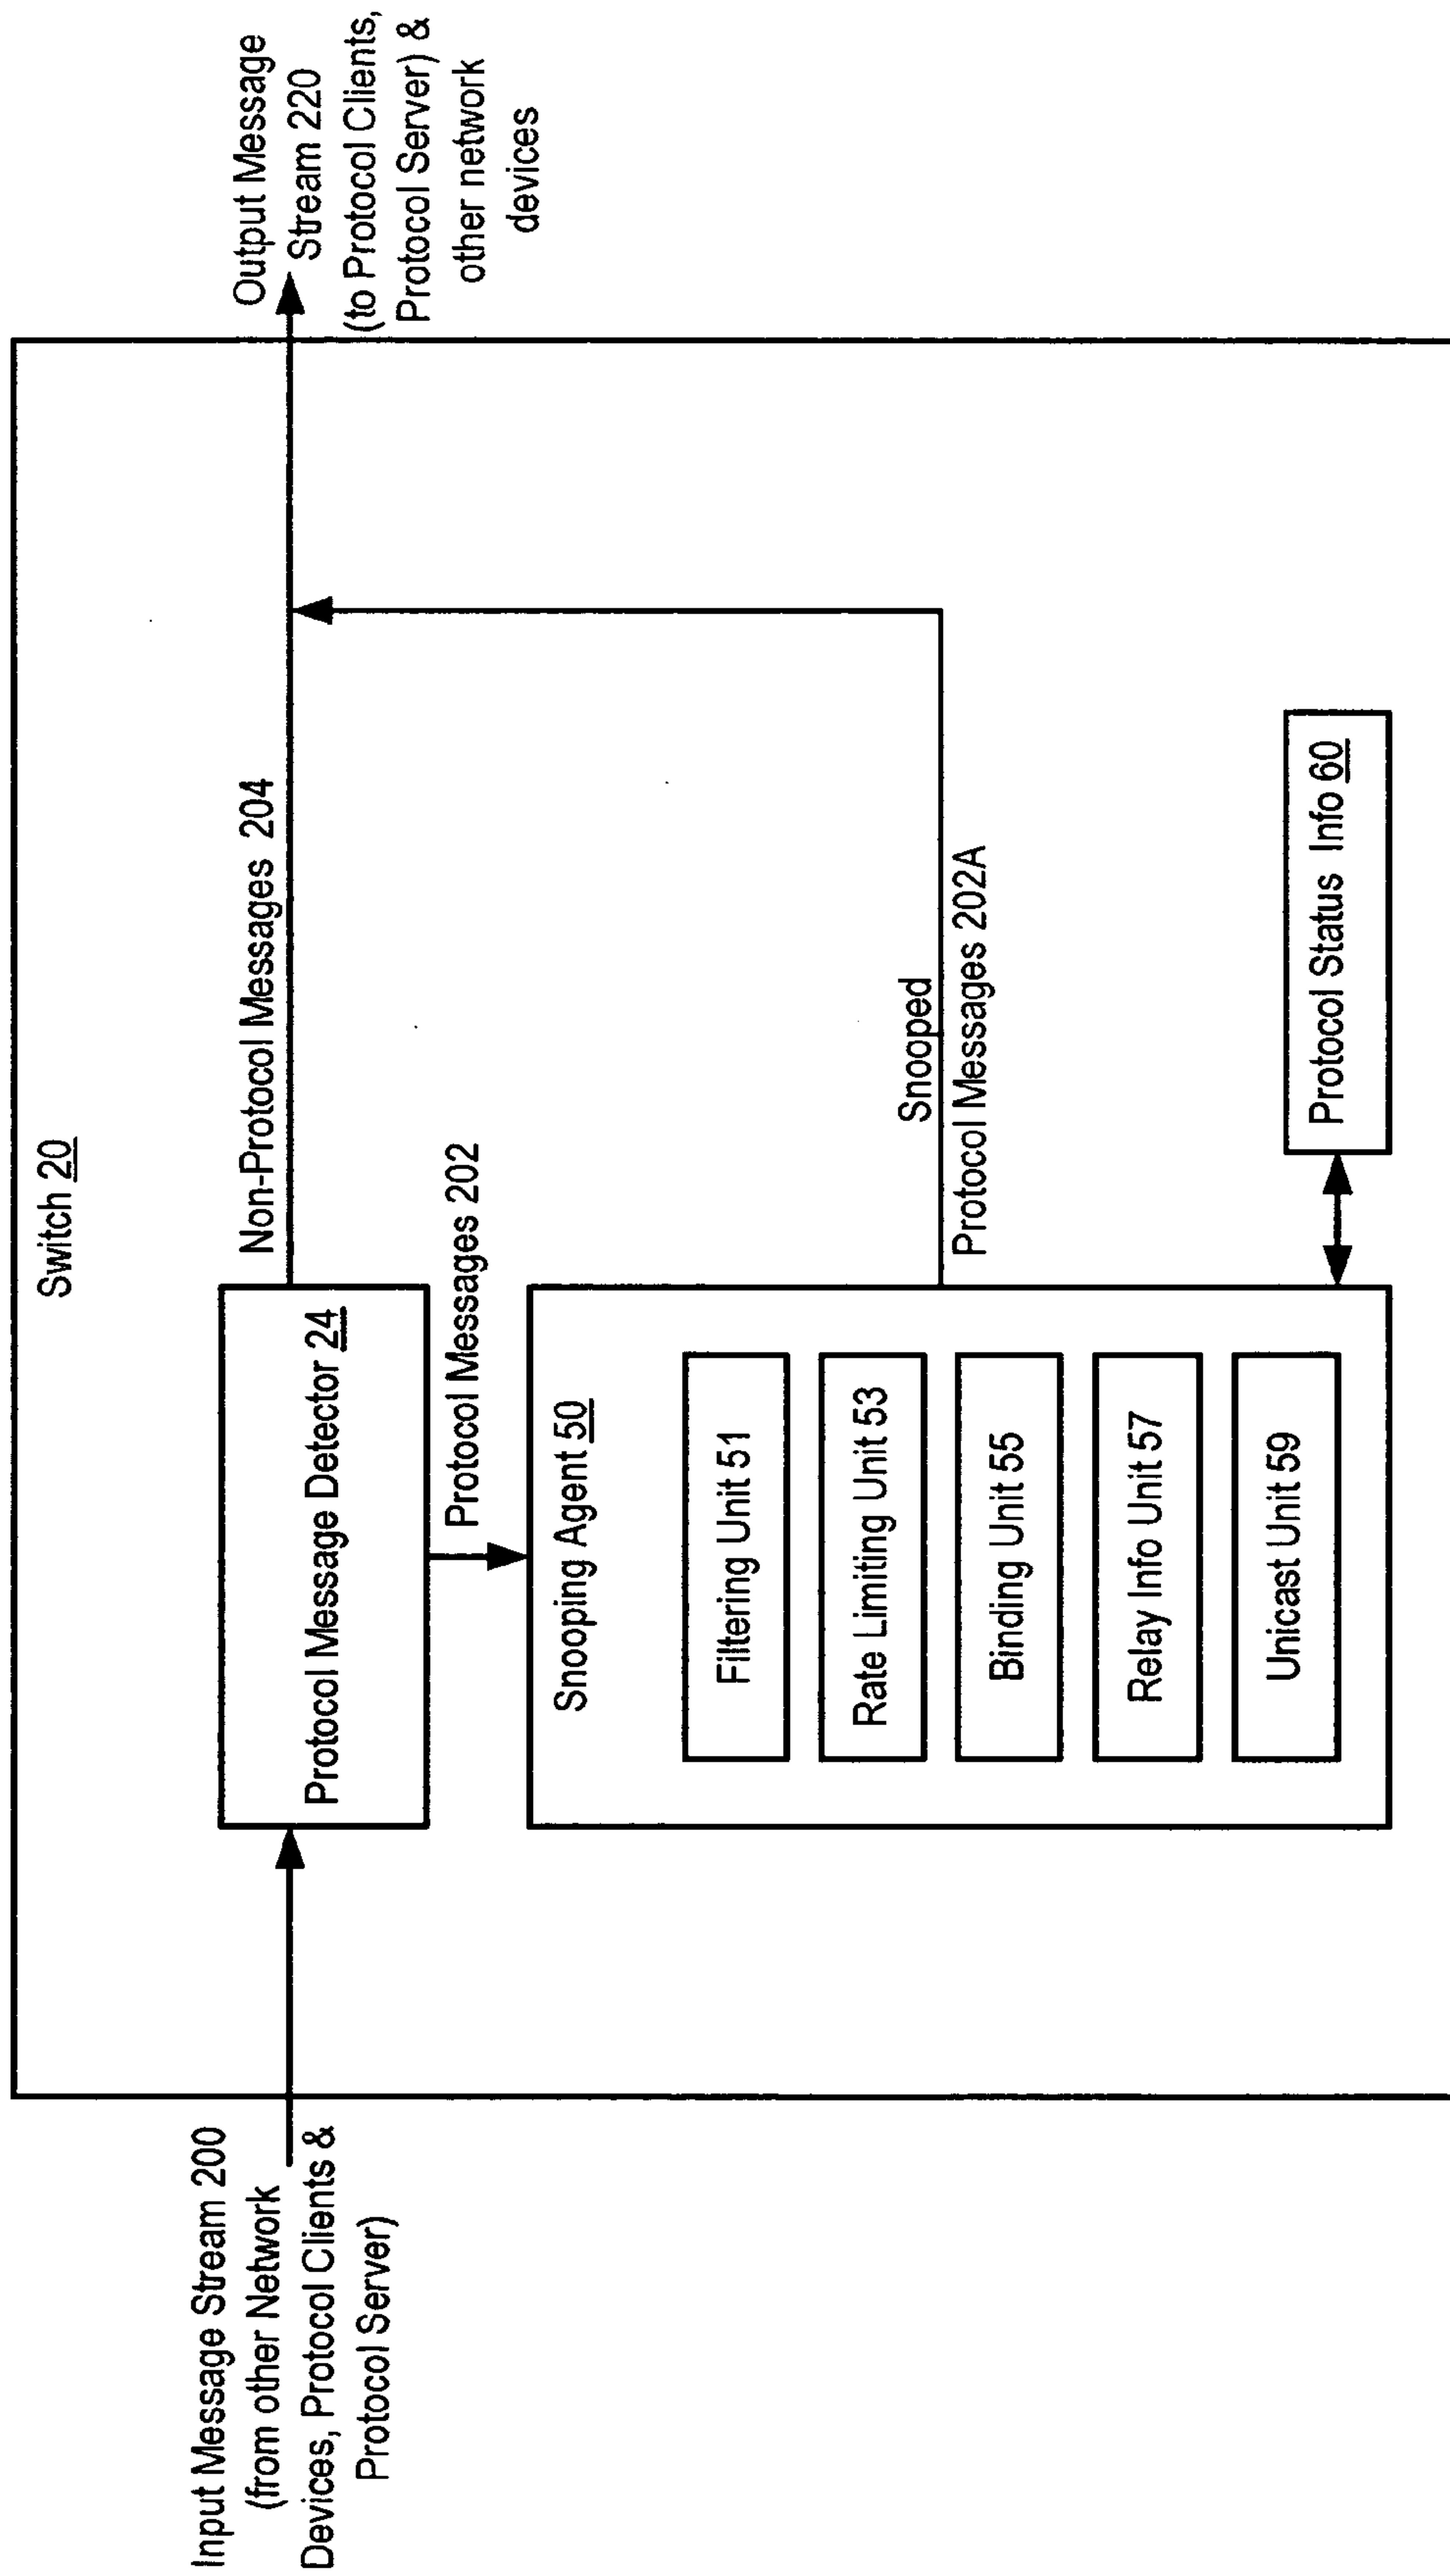 Switch 20
Input Message Stream 200
(from other Network
Devices, Protocol Clients &
Protocol Server)
Protocol Message Detector 24
Non-Protocol Messages 204
Output Message
Stream 220
(to Protocol Clients,
Protocol Server) &
other network
devices
Protocol Messages 202
Snooping Agent 50
Filtering Unit 51
Rate Limiting Unit 53
Binding Unit 55
Relay Info Unit 57
Unicast Unit 59
Snooped
Protocol Messages 202A
Protocol Status Info 60